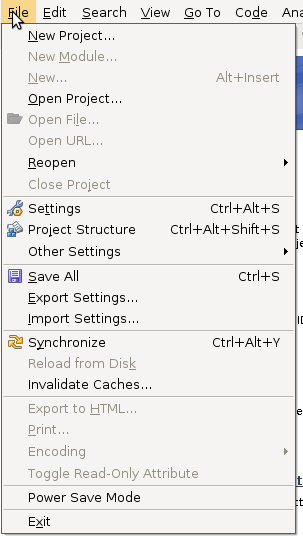 File Edit Search View Go To Code Ana
New Project...
New Module...
New... Alt+Insert
Open Project...
Open File...
Open URL...
Reopen
Close Project
Settings Ctrl+Alt+S
Project Structure Ctrl+Alt+Shift+S
Other Settings
Save All Ctrl+S
Export Settings...
Import Settings...
Synchronize Ctrl+Alt+Y
Reload from Disk
Invalidate Caches...
Export to HTML...
Print...
Encoding
Toggle Read-Only Attribute
Power Save Mode
Exit